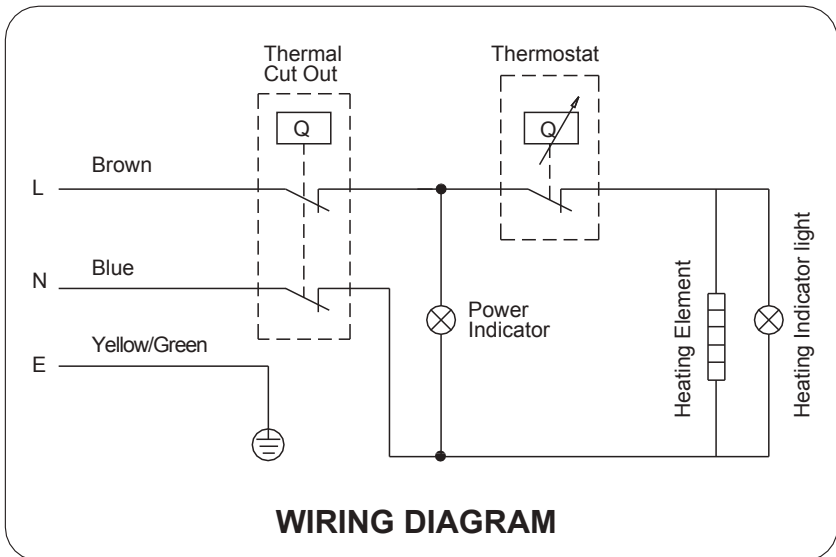 Thermal
Cut Out
Thermostat
Q
Q
L
Brown
N
Blue
Power
Indicator
Heating Element
Heating Indicator light
E
Yellow/Green
WIRING DIAGRAM